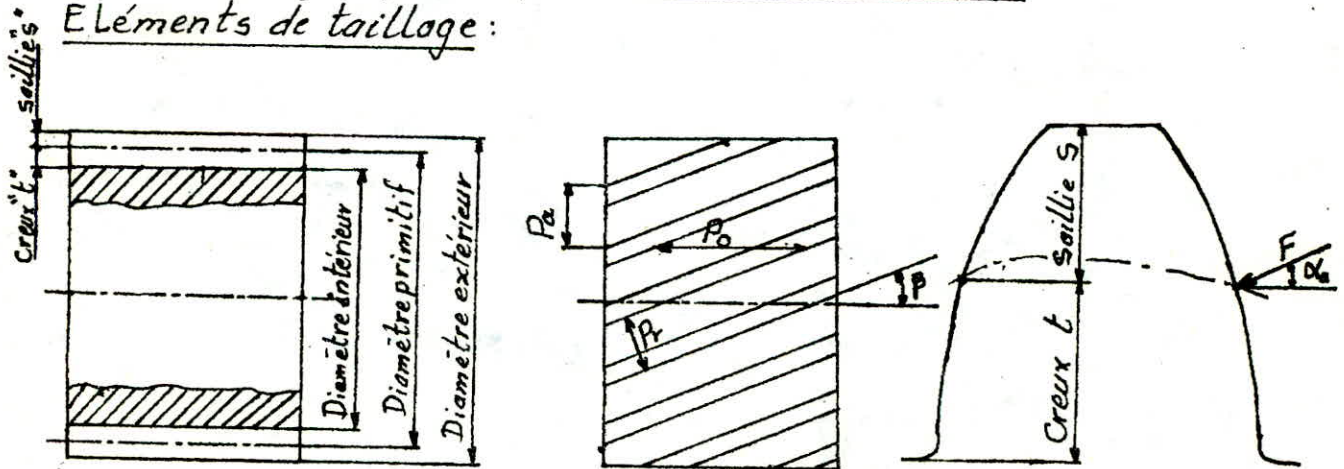 Eléments de taillage :
saillie "s"
Creux "t"
Diamètre intérieur
Diamètre primitif
Diamètre extérieur
Pa
Po
Pr
β
saillie s
Creux t
F